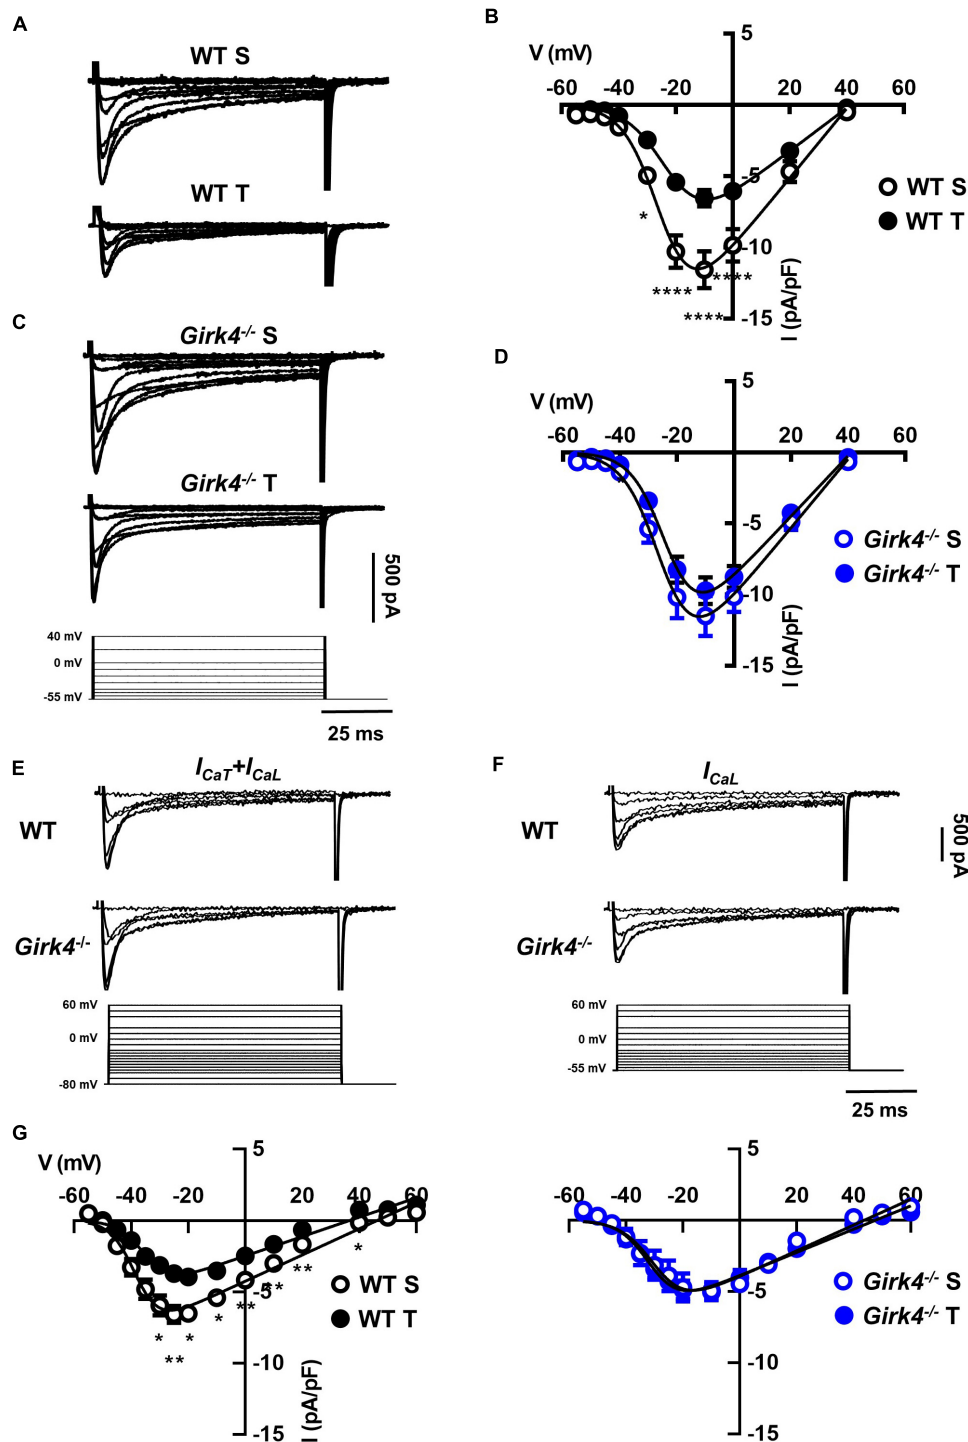 A
WT S
WT T
B
V (mV)
5
-60 -40 -20 20 40 60
-5
*
-10
****
****
****
-15
I (pA/pF)
WT S
WT T
C
Girk4-/- S
Girk4-/- T
500 pA
40 mV
0 mV
-55 mV
25 ms
D
V (mV)
5
-60 -40 -20 20 40 60
-5
-10
-15
I (pA/pF)
Girk4-/- S
Girk4-/- T
E
ICaT+ICaL
WT
Girk4-/-
60 mV
0 mV
-80 mV
F
ICaL
WT
500 pA
Girk4-/-
60 mV
0 mV
-55 mV
25 ms
G
V (mV)
5
-60 -40 -20 20 40 60
*
**
**
-5
**
*
* *
**
-10
-15
I (pA/pF)
WT S
WT T
5
-60 -40 -20 20 40 60
-5
-10
-15
Girk4-/- S
Girk4-/- T